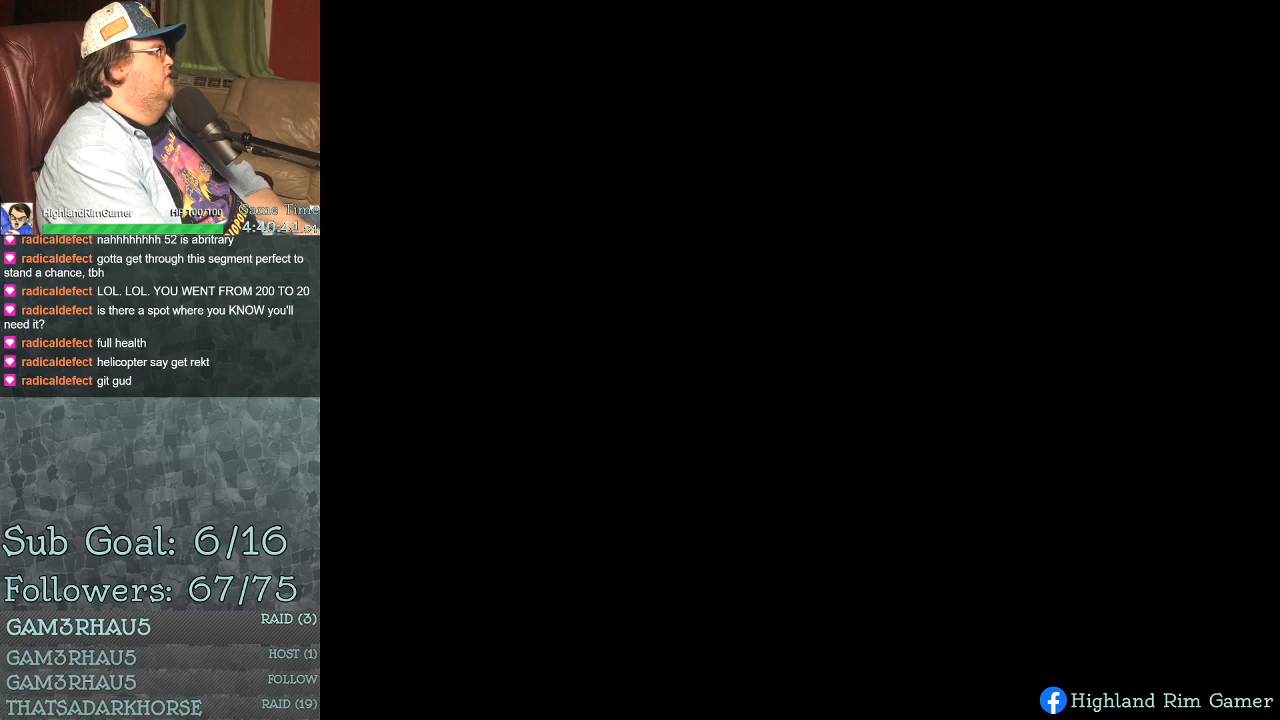 HighlandRimGamer HP 100/100
Game Time
4:40:41
radicaldefect nahhhhhhhh 52 is abritrary
radicaldefect gotta get through this segment perfect to
stand a chance, tbh
radicaldefect LOL. LOL. YOU WENT FROM 200 TO 20
radicaldefect is there a spot where you KNOW you'll
need it?
radicaldefect full health
radicaldefect helicopter say get rekt
radicaldefect git gud
Sub Goal: 6/16
Followers: 67/75
GAM3RHAU5 RAID (3)
GAM3RHAU5 HOST (1)
GAM3RHAU5 FOLLOW
THATSADARKHORSE RAID (19)
Highland Rim Gamer